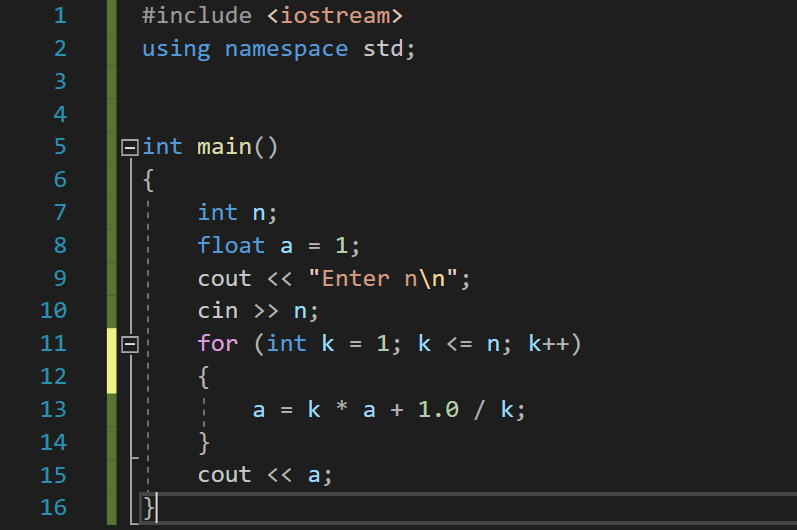 1 #include <iostream>
2 using namespace std;
3
4
5 int main()
6 {
7 int n;
8 float a = 1;
9 cout << "Enter n\n";
10 cin >> n;
11 for (int k = 1; k <= n; k++)
12 {
13 a = k * a + 1.0 / k;
14 }
15 cout << a;
16 }